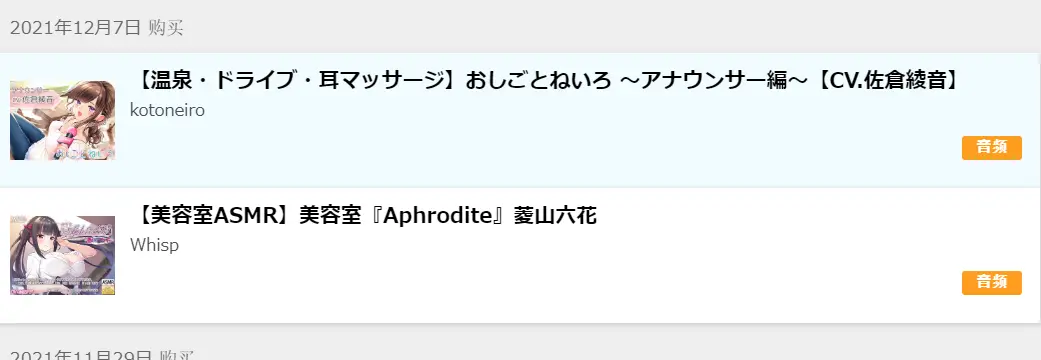 2021年12月7日 购买
【温泉・ドライブ・耳マッサージ】おしごとねいろ ～アナウンサー編～【CV.佐倉綾音】
kotoneiro
音频
【美容室ASMR】美容室『Aphrodite』菱山六花
Whisp
音频
2021年11月29日 购买